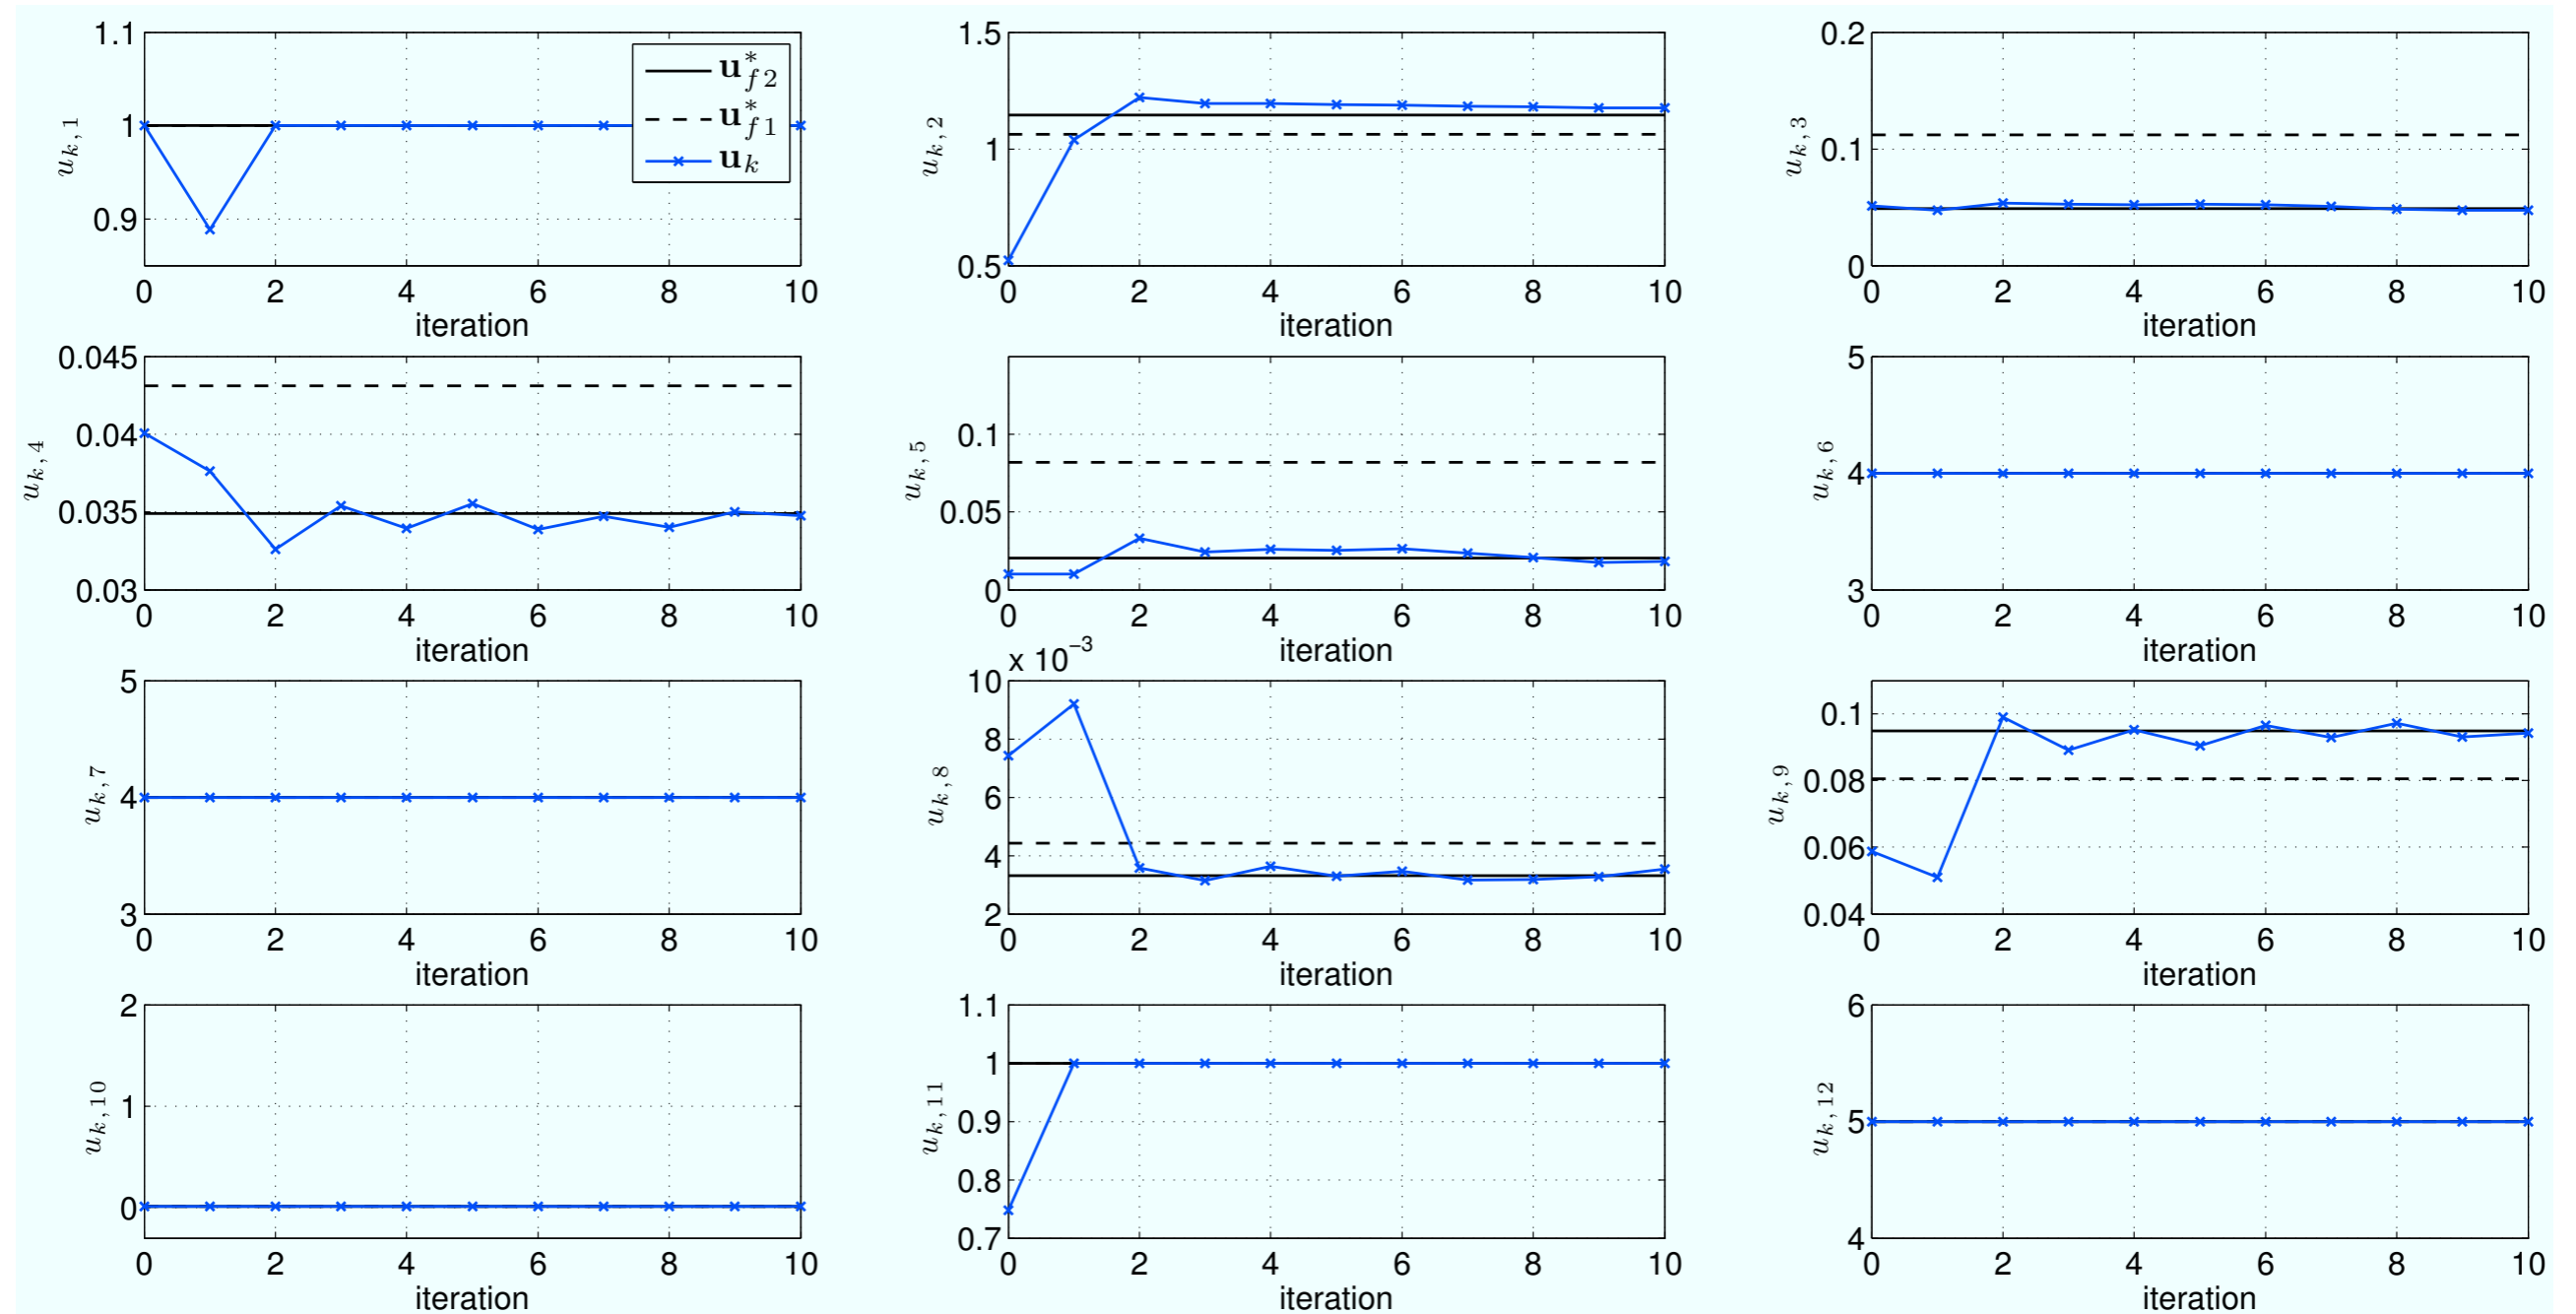 1.1
1
0.9
0 2 4 6 8 10
iteration
u_{k,1}
u*_{f2}
u*_{f1}
u_k
1.5
1
0.5
0 2 4 6 8 10
iteration
u_{k,2}
0.2
0.1
0
0 2 4 6 8 10
iteration
u_{k,3}
0.045
0.04
0.035
0.03
0 2 4 6 8 10
iteration
u_{k,4}
0.1
0.05
0
0 2 4 6 8 10
iteration
u_{k,5}
5
4
3
0 2 4 6 8 10
iteration
u_{k,6}
5
4
3
0 2 4 6 8 10
iteration
u_{k,7}
x 10⁻³
10
8
6
4
2
0 2 4 6 8 10
iteration
u_{k,8}
0.1
0.08
0.06
0.04
0 2 4 6 8 10
iteration
u_{k,9}
2
1
0
0 2 4 6 8 10
iteration
u_{k,10}
1.1
1
0.9
0.8
0.7
0 2 4 6 8 10
iteration
u_{k,11}
6
5
4
0 2 4 6 8 10
iteration
u_{k,12}